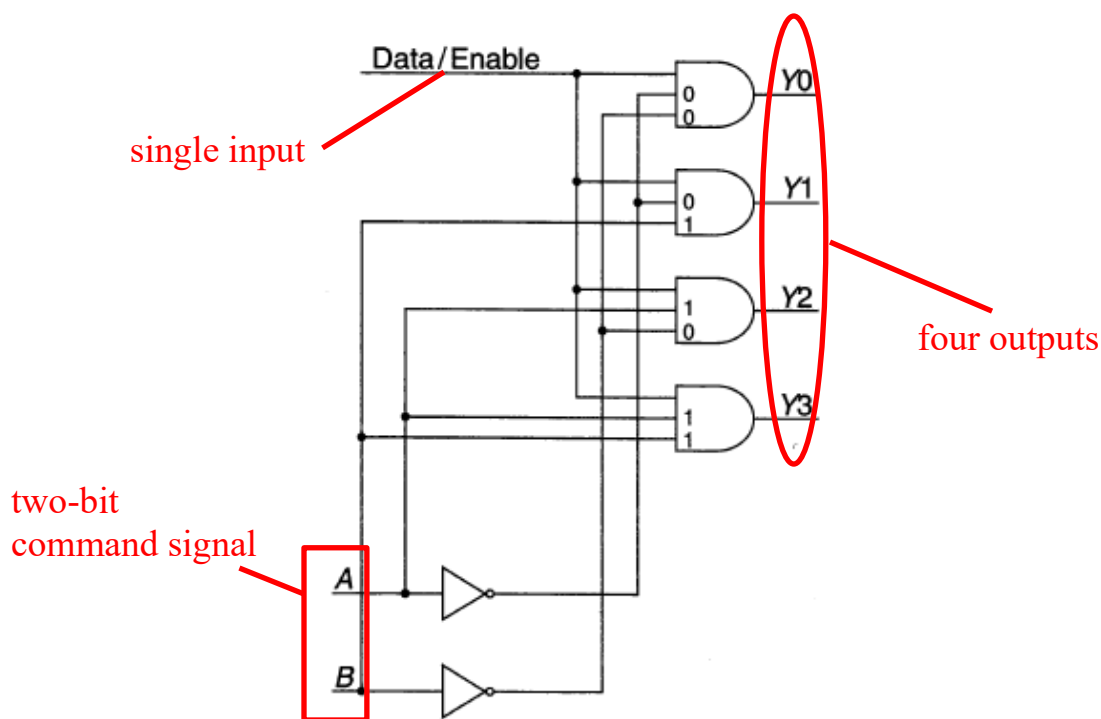 Data/Enable
single input
0
0
Y0
0
1
Y1
1
0
Y2
four outputs
1
1
Y3
two-bit
command signal
A
B